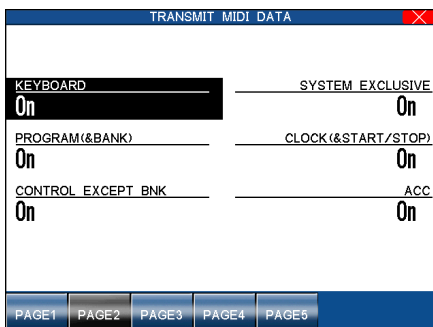 TRANSMIT MIDI DATA
KEYBOARD
On
SYSTEM EXCLUSIVE
On
PROGRAM(&BANK)
On
CLOCK(&START/STOP)
On
CONTROL EXCEPT BNK
On
ACC
On
PAGE1 PAGE2 PAGE3 PAGE4 PAGE5